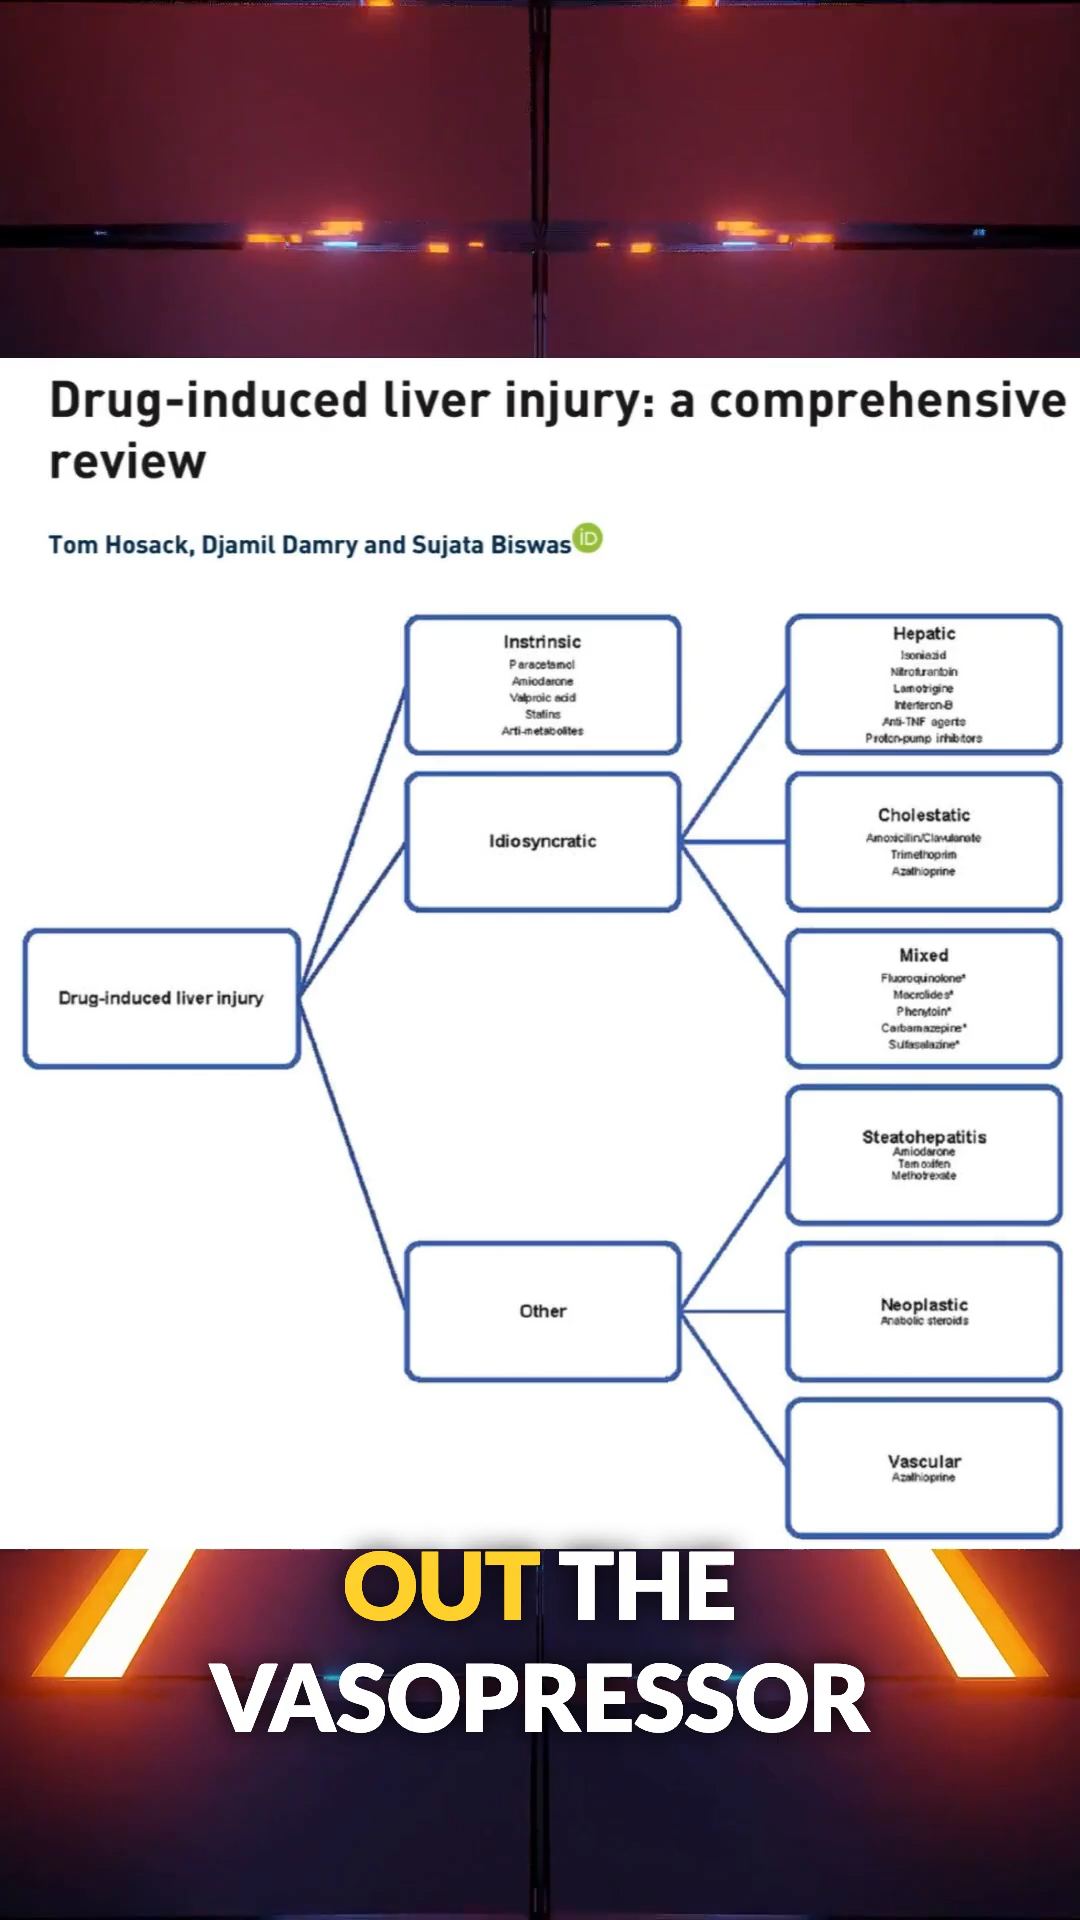 Drug-induced liver injury: a comprehensive
review
Tom Hosack, Djamil Damry and Sujata Biswas
iD
Instrinsic
Paracetamol
Amiodarone
Valproic acid
Statins
Anti-metabolites
Hepatic
Isoniazid
Nitrofurantoin
Lamotrigine
Interferon-B
Anti-TNF agents
Proton-pump inhibitors
Idiosyncratic
Cholestatic
Amoxicillin/Clavulanate
Trimethoprim
Azathioprine
Drug-induced liver injury
Mixed
Fluoroquinolone*
Macrolides*
Phenytoin*
Carbamazepine*
Sulfasalazine*
Steatohepatitis
Amiodarone
Tamoxifen
Methotrexate
Other
Neoplastic
Anabolic steroids
Vascular
Azathioprine
OUT THE
VASOPRESSOR